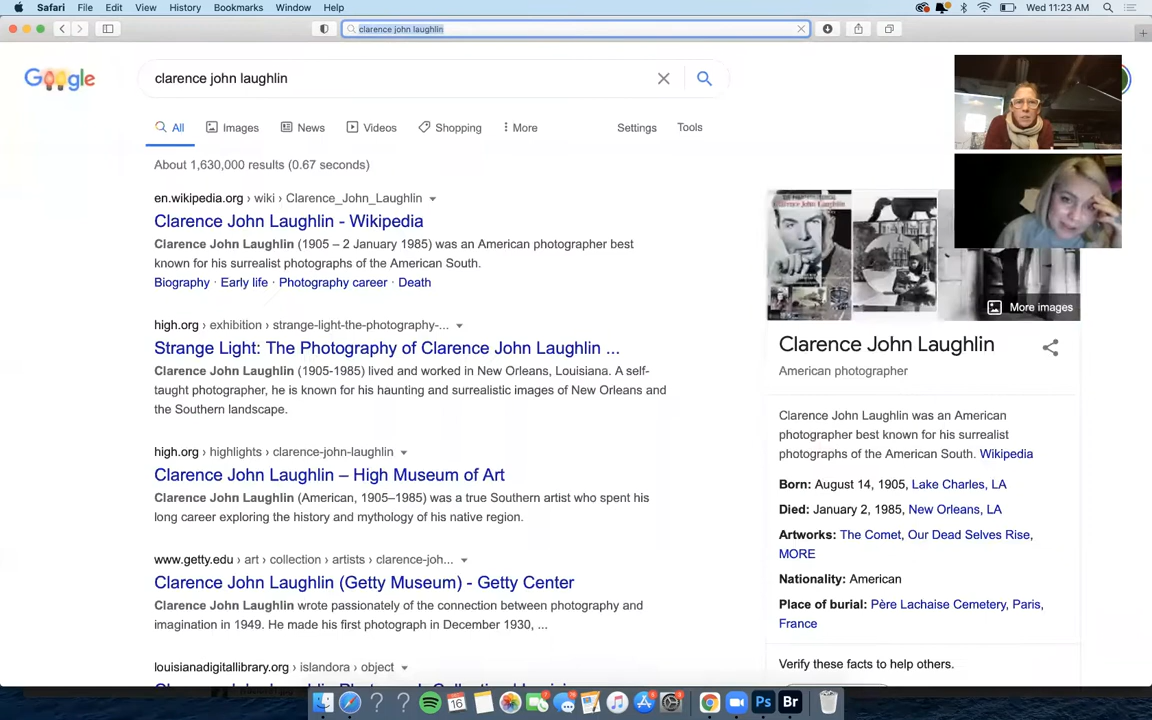 Safari File Edit View History Bookmarks Window Help
Wed 11:23 AM
clarence john laughlin
Google
clarence john laughlin
All Images News Videos Shopping More Settings Tools
About 1,630,000 results (0.67 seconds)
en.wikipedia.org › wiki › Clarence_John_Laughlin
Clarence John Laughlin - Wikipedia
Clarence John Laughlin (1905 – 2 January 1985) was an American photographer best
known for his surrealist photographs of the American South.
Biography · Early life · Photography career · Death
high.org › exhibition › strange-light-the-photography-...
Strange Light: The Photography of Clarence John Laughlin ...
Clarence John Laughlin (1905-1985) lived and worked in New Orleans, Louisiana. A self-
taught photographer, he is known for his haunting and surrealistic images of New Orleans and
the Southern landscape.
high.org › highlights › clarence-john-laughlin
Clarence John Laughlin – High Museum of Art
Clarence John Laughlin (American, 1905–1985) was a true Southern artist who spent his
long career exploring the history and mythology of his native region.
www.getty.edu › art › collection › artists › clarence-joh...
Clarence John Laughlin (Getty Museum) - Getty Center
Clarence John Laughlin wrote passionately of the connection between photography and
imagination in 1949. He made his first photograph in December 1930, ...
louisianadigitallibrary.org › islandora › object
More images
Clarence John Laughlin
American photographer
Clarence John Laughlin was an American
photographer best known for his surrealist
photographs of the American South. Wikipedia
Born: August 14, 1905, Lake Charles, LA
Died: January 2, 1985, New Orleans, LA
Artworks: The Comet, Our Dead Selves Rise,
MORE
Nationality: American
Place of burial: Père Lachaise Cemetery, Paris,
France
Verify these facts to help others.
16
Ps
Br